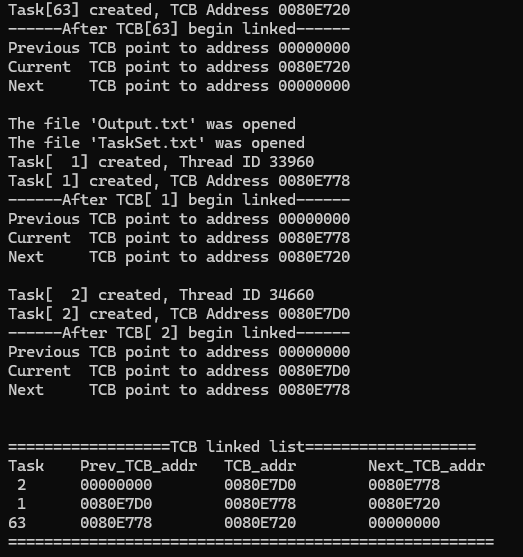 Task[63] created, TCB Address 0080E720
------After TCB[63] begin linked------
Previous TCB point to address 00000000
Current  TCB point to address 0080E720
Next     TCB point to address 00000000

The file 'Output.txt' was opened
The file 'TaskSet.txt' was opened
Task[  1] created, Thread ID 33960
Task[ 1] created, TCB Address 0080E778
------After TCB[ 1] begin linked------
Previous TCB point to address 00000000
Current  TCB point to address 0080E778
Next     TCB point to address 0080E720

Task[  2] created, Thread ID 34660
Task[ 2] created, TCB Address 0080E7D0
------After TCB[ 2] begin linked------
Previous TCB point to address 00000000
Current  TCB point to address 0080E7D0
Next     TCB point to address 0080E778


==================TCB linked list===================
Task    Prev_TCB_addr   TCB_addr        Next_TCB_addr
 2      00000000        0080E7D0        0080E778
 1      0080E7D0        0080E778        0080E720
63      0080E778        0080E720        00000000
======================================================